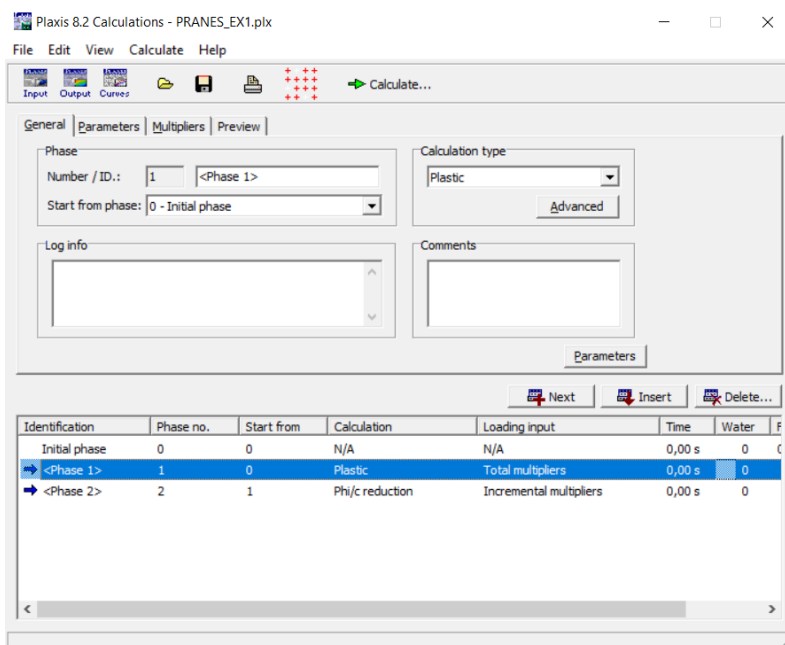 Plaxis 8.2 Calculations - PRANES_EX1.plx
File Edit View Calculate Help
Input Output Curves Calculate...
General Parameters Multipliers Preview
Phase
Number / ID.: 1 <Phase 1>
Start from phase: 0 - Initial phase
Calculation type
Plastic
Advanced
Log info
Comments
Parameters
Next Insert Delete...
Identification Phase no. Start from Calculation Loading input Time Water F
Initial phase 0 0 N/A N/A 0,00 s 0 0
<Phase 1> 1 0 Plastic Total multipliers 0,00 s 0
<Phase 2> 2 1 Phi/c reduction Incremental multipliers 0,00 s 0